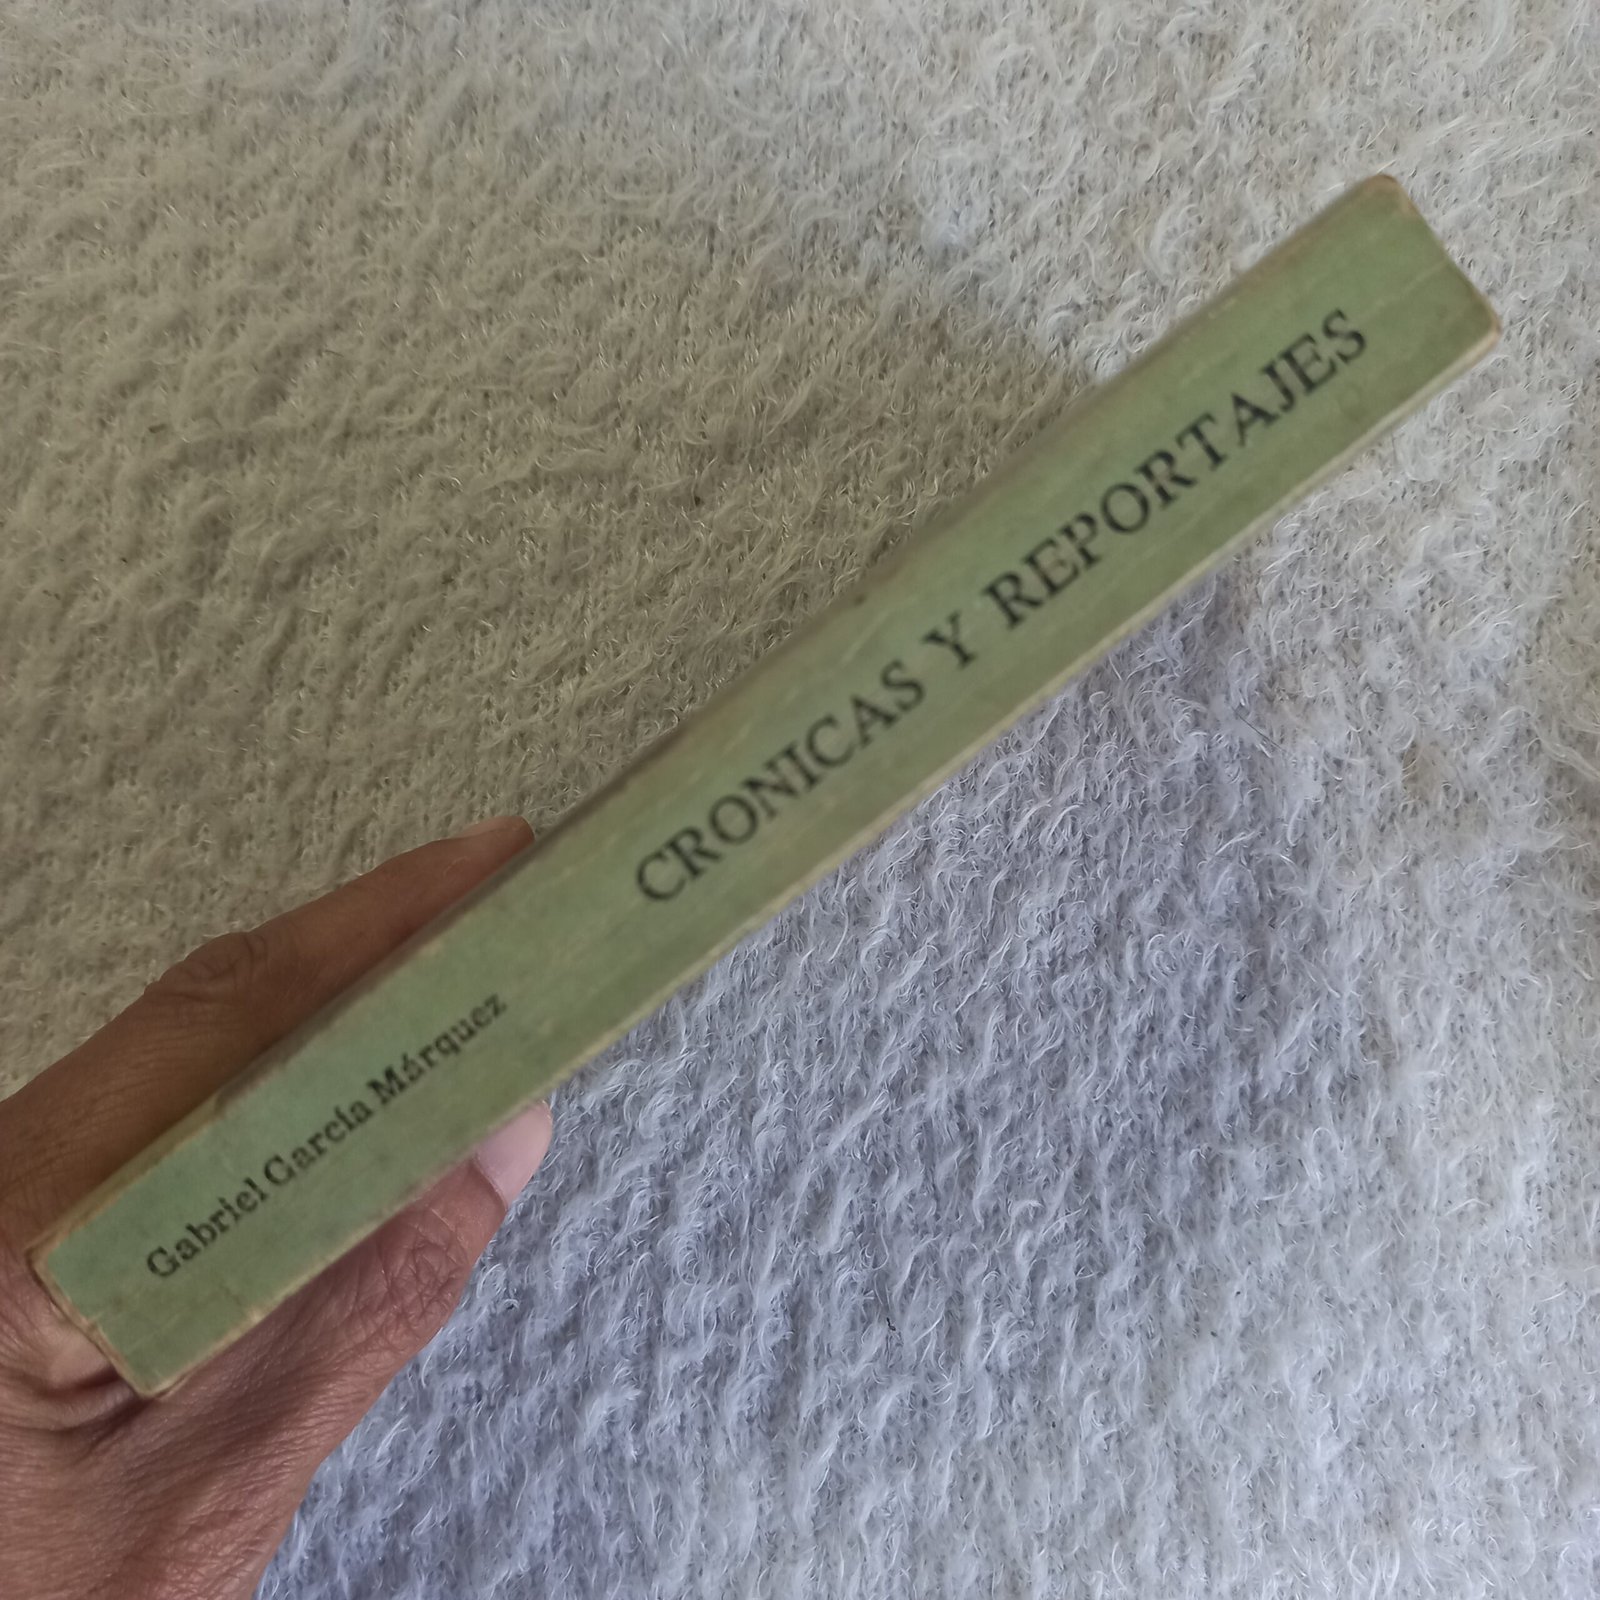 Gabriel García Márquez
CRONICAS Y REPORTAJES